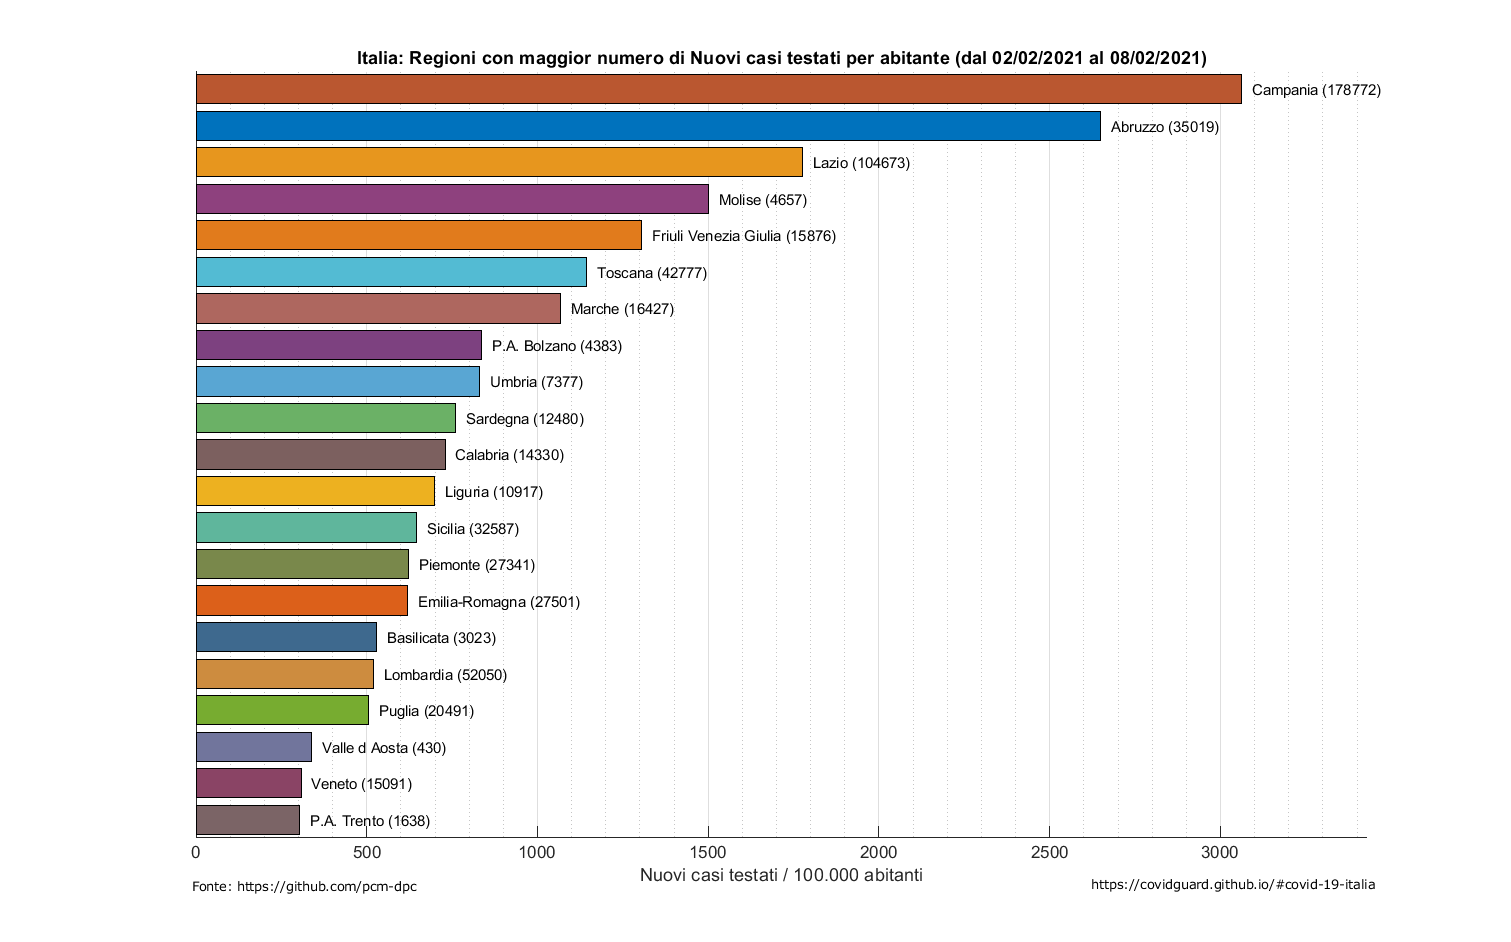 Italia: Regioni con maggior numero di Nuovi casi testati per abitante (dal 02/02/2021 al 08/02/2021)
Campania (178772)
Abruzzo (35019)
Lazio (104673)
Molise (4657)
Friuli Venezia Giulia (15876)
Toscana (42777)
Marche (16427)
P.A. Bolzano (4383)
Umbria (7377)
Sardegna (12480)
Calabria (14330)
Liguria (10917)
Sicilia (32587)
Piemonte (27341)
Emilia-Romagna (27501)
Basilicata (3023)
Lombardia (52050)
Puglia (20491)
Valle d Aosta (430)
Veneto (15091)
P.A. Trento (1638)
0 500 1000 1500 2000 2500 3000
Nuovi casi testati / 100.000 abitanti
Fonte: https://github.com/pcm-dpc
https://covidguard.github.io/#covid-19-italia